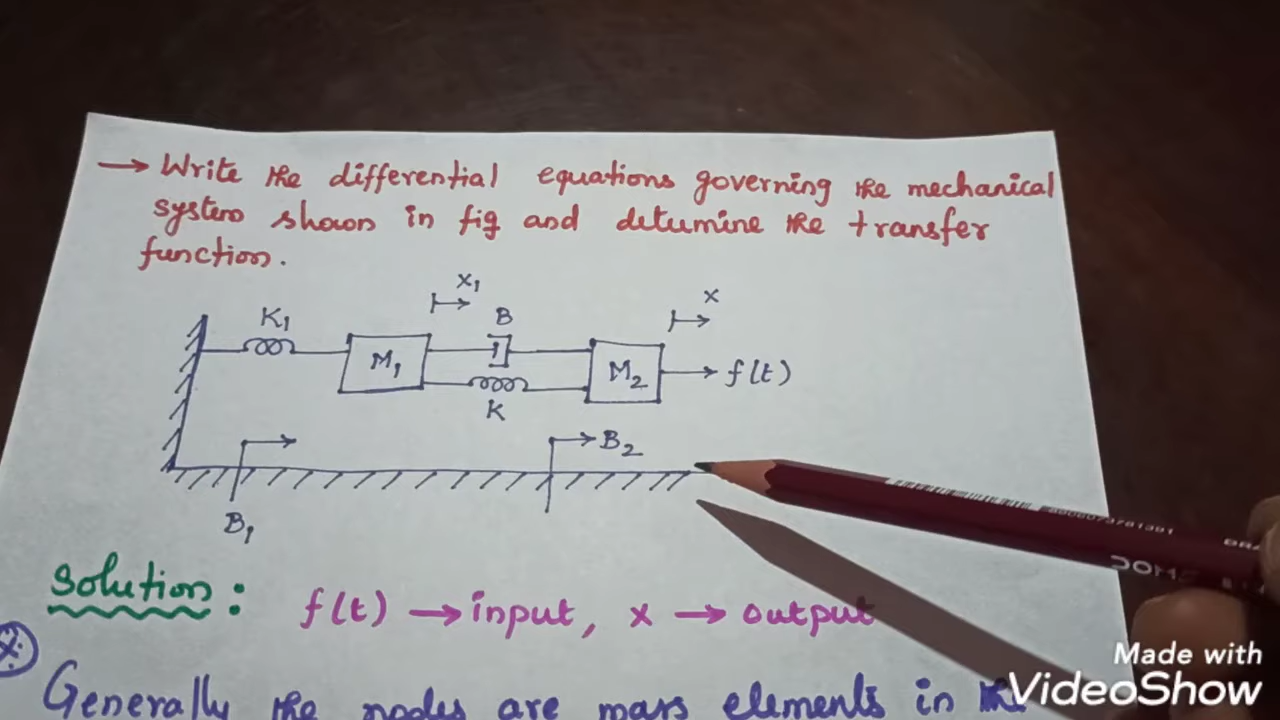 → Write the differential equations governing the mechanical
system shown in fig and determine the transfer
function.
x1
x
K1
B
M1
M2
f(t)
K
B2
B1
Solution:
f(t) → input, x → output
Generally the nodes are mass elements in
DOMS
Made with
VideoShow